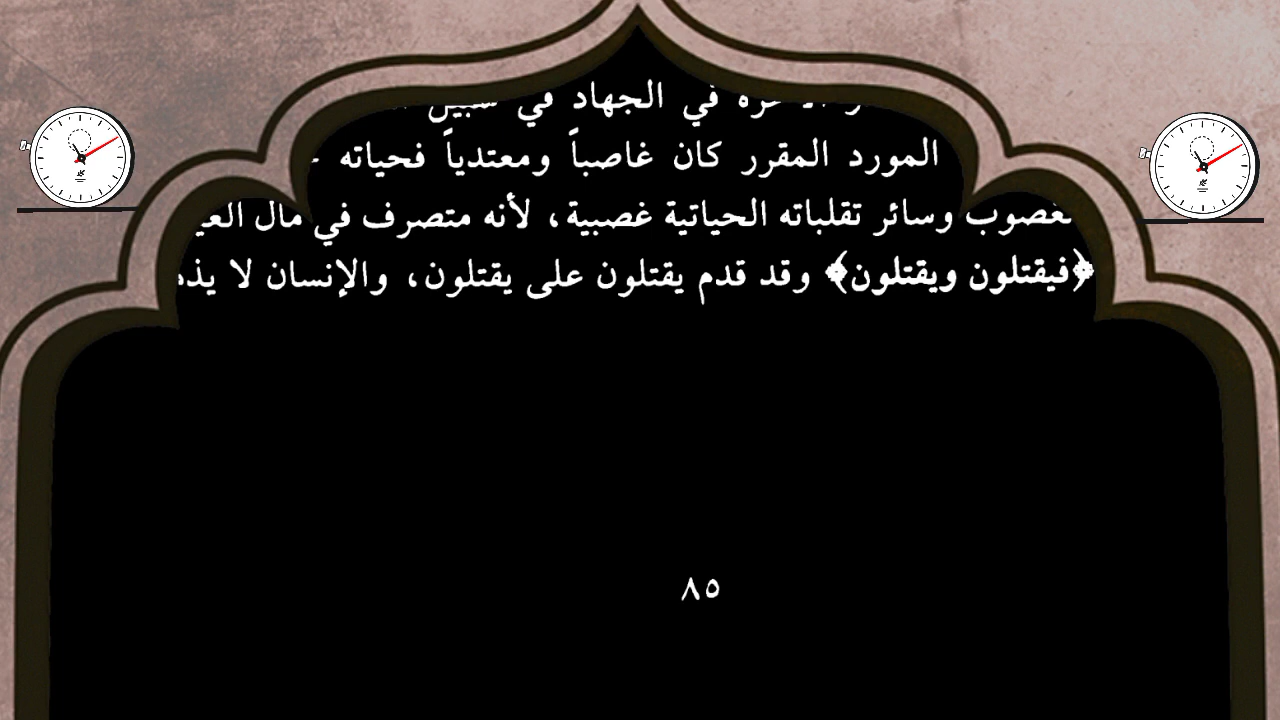 في الجهاد في سبيل
المورد المقرر كان غاصباً ومعتدياً فحياته
وسائر تقلباته الحياتية غصبية، لأنه متصرف في مال
﴿فيقتلون ويقتلون﴾ وقد قدم يقتلون على يقتلون، والإنسان لا
٨٥